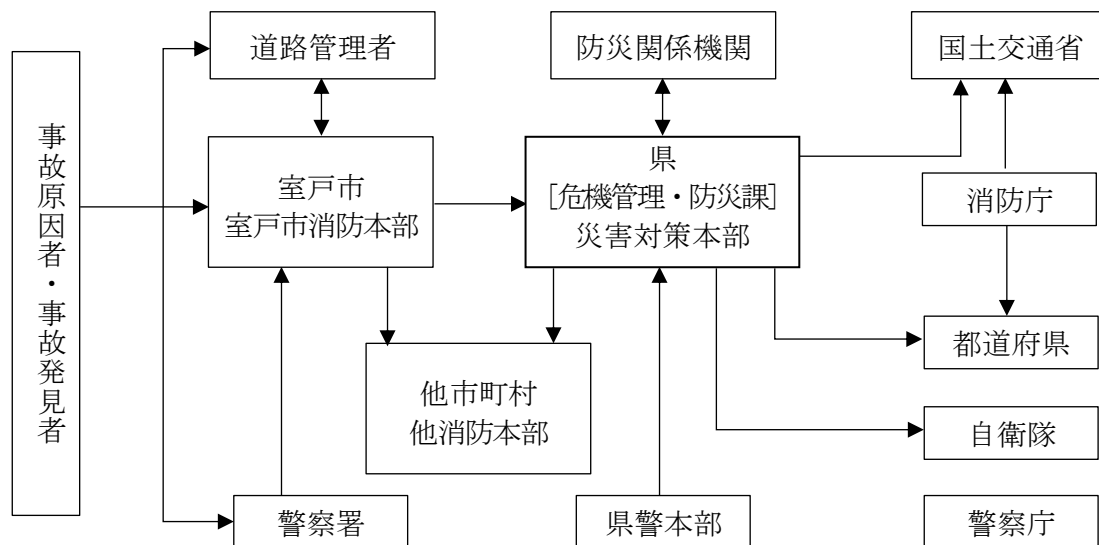 道路管理者
防災関係機関
国土交通省
事故原因者・事故発見者
室戸市
室戸市消防本部
県
[危機管理・防災課]
災害対策本部
消防庁
都道府県
他市町村
他消防本部
自衛隊
警察署
県警本部
警察庁